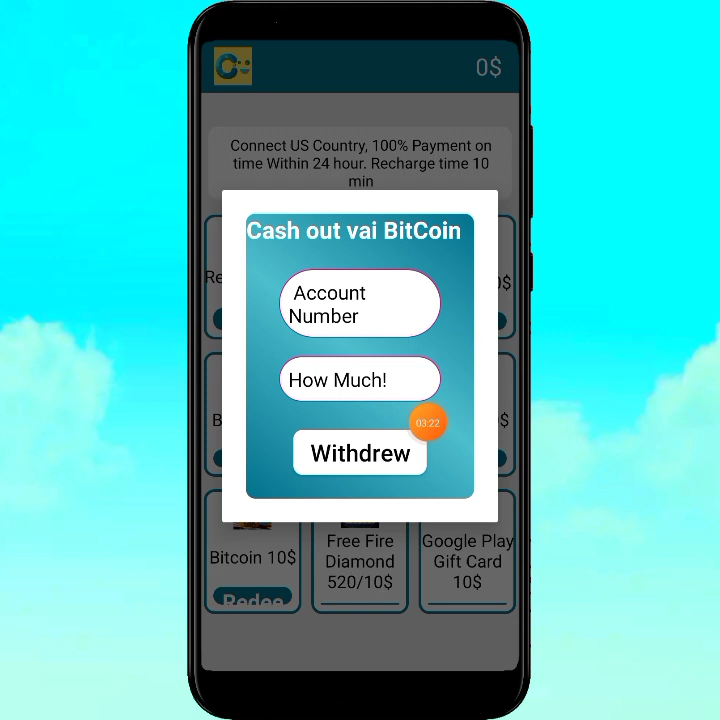 0$
Connect US Country, 100% Payment on
time Within 24 hour. Recharge time 10
min
Cash out vai BitCoin
Re
$
Account
Number
How Much!
B
$
03:22
Withdrew
Bitcoin 10$
Free Fire
Diamond
520/10$
Google Play
Gift Card
10$
Redee